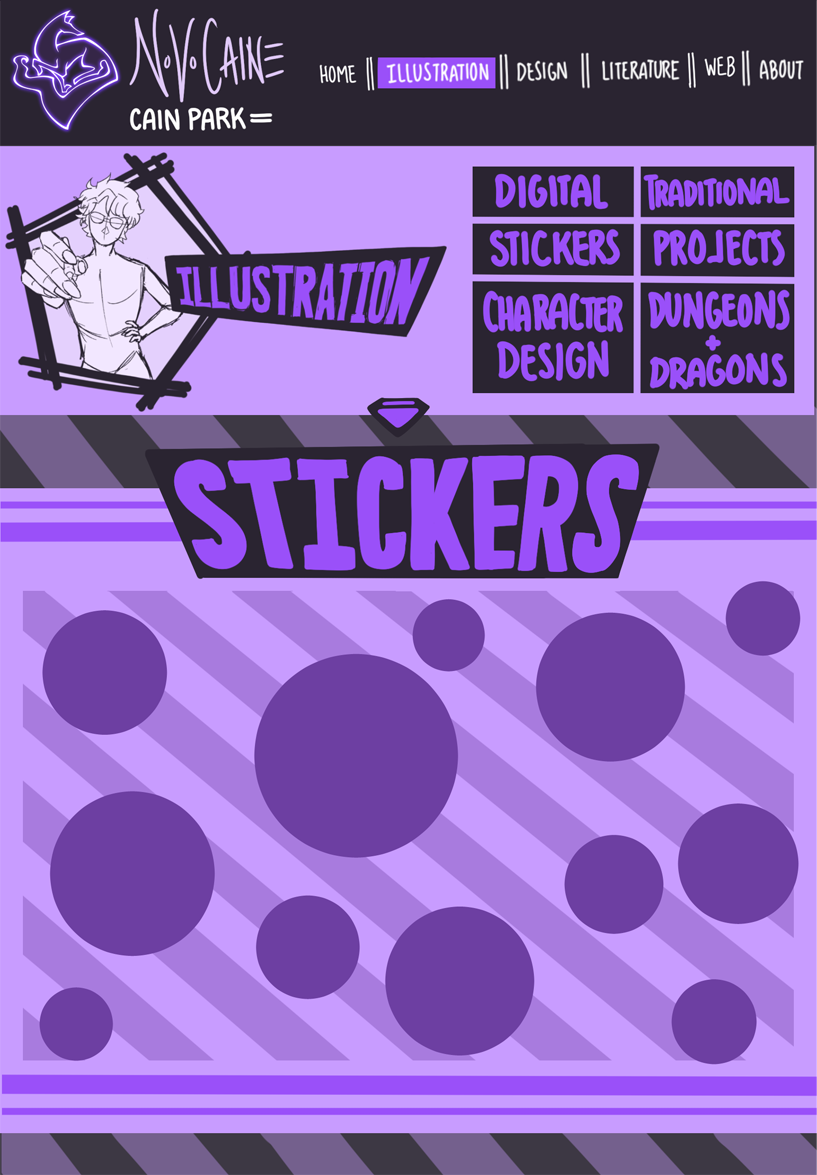 NOVOCAINE
CAIN PARK
HOME || ILLUSTRATION || DESIGN || LITERATURE || WEB || ABOUT
ILLUSTRATION
DIGITAL
TRADITIONAL
STICKERS
PROJECTS
CHARACTER
DESIGN
DUNGEONS
+
DRAGONS
STICKERS